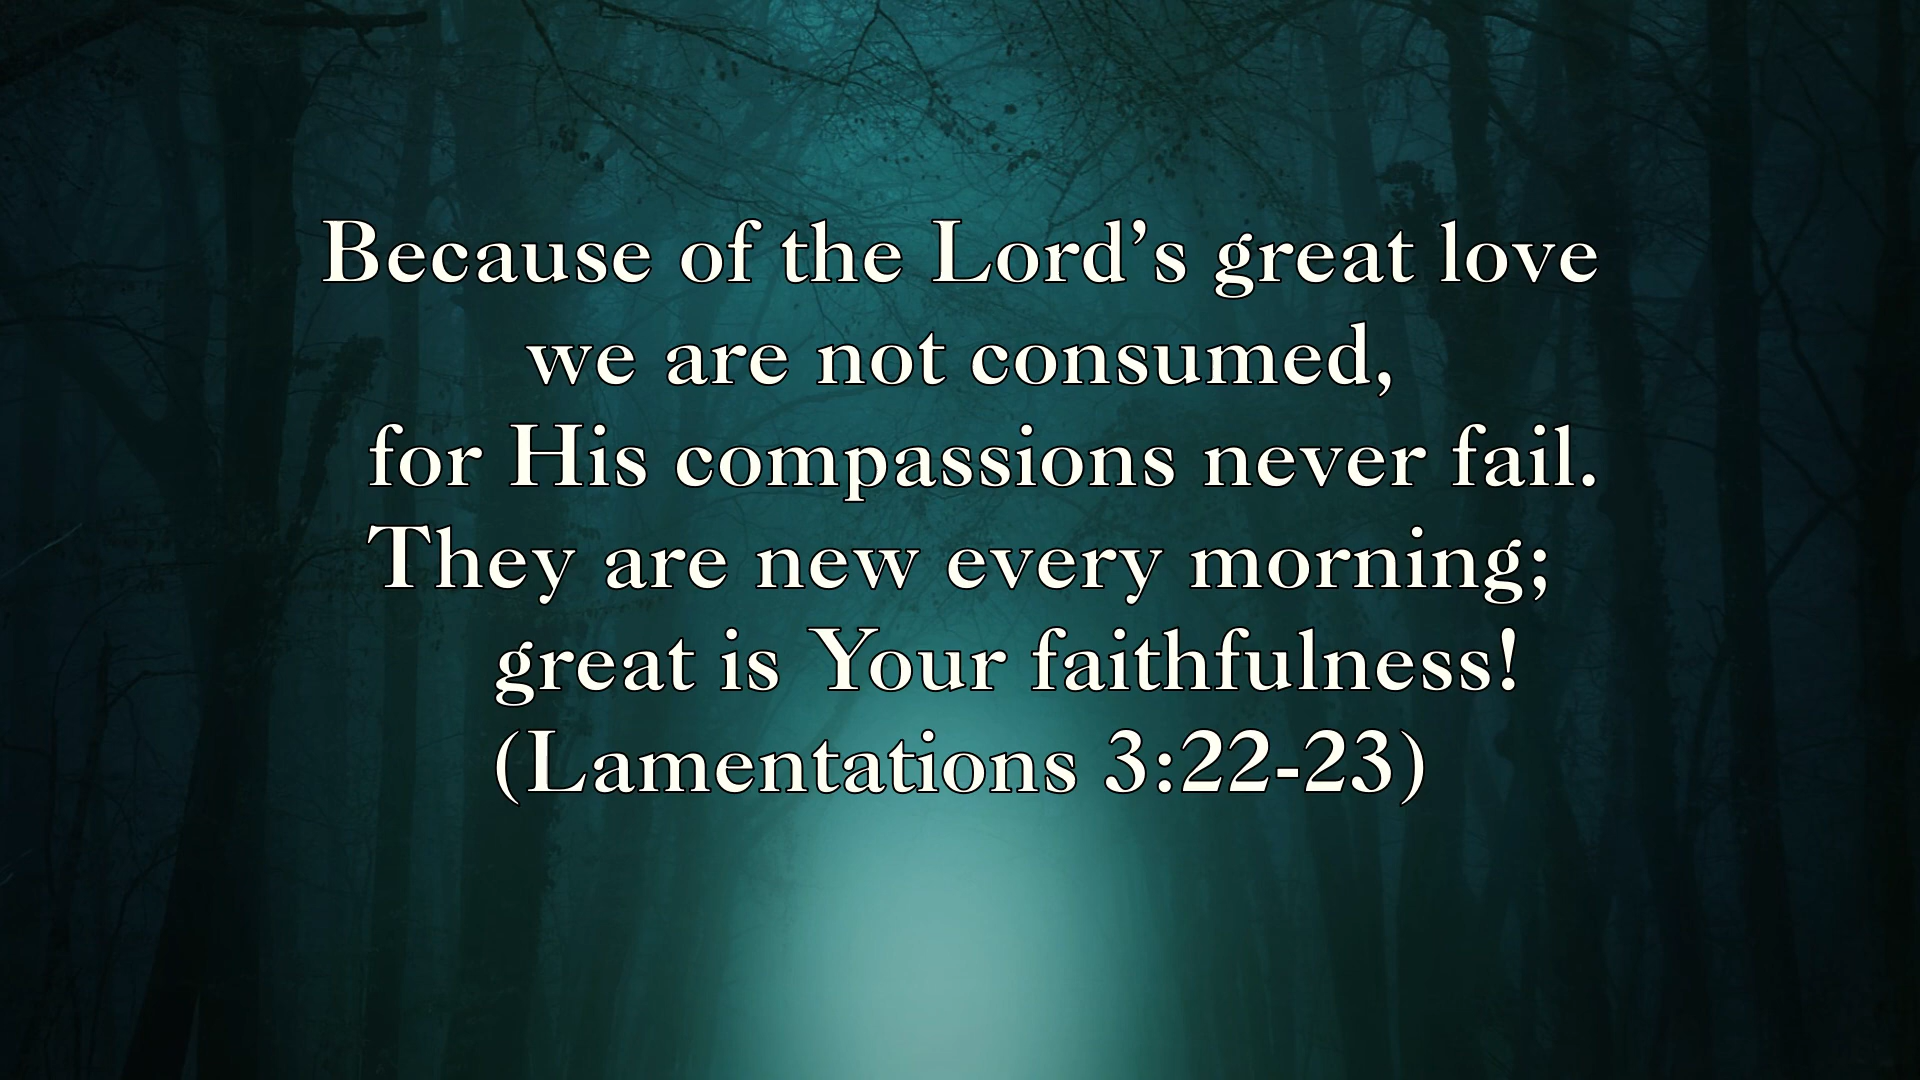 Because of the Lord’s great love
we are not consumed,
for His compassions never fail.
They are new every morning;
great is Your faithfulness!
(Lamentations 3:22-23)